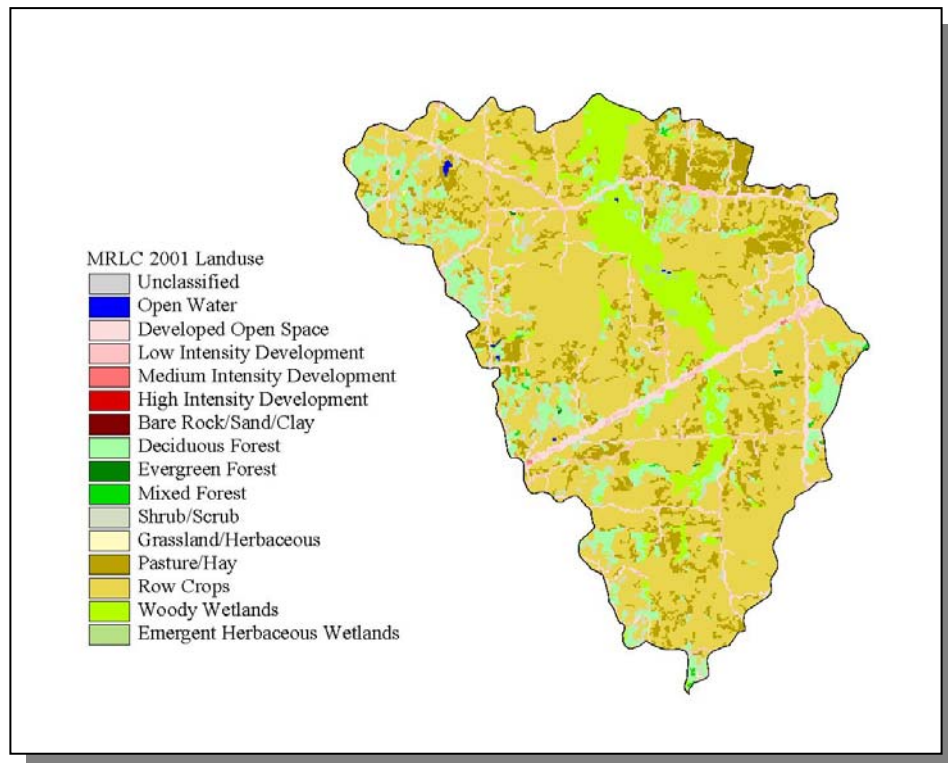 MRLC 2001 Landuse
Unclassified
Open Water
Developed Open Space
Low Intensity Development
Medium Intensity Development
High Intensity Development
Bare Rock/Sand/Clay
Deciduous Forest
Evergreen Forest
Mixed Forest
Shrub/Scrub
Grassland/Herbaceous
Pasture/Hay
Row Crops
Woody Wetlands
Emergent Herbaceous Wetlands